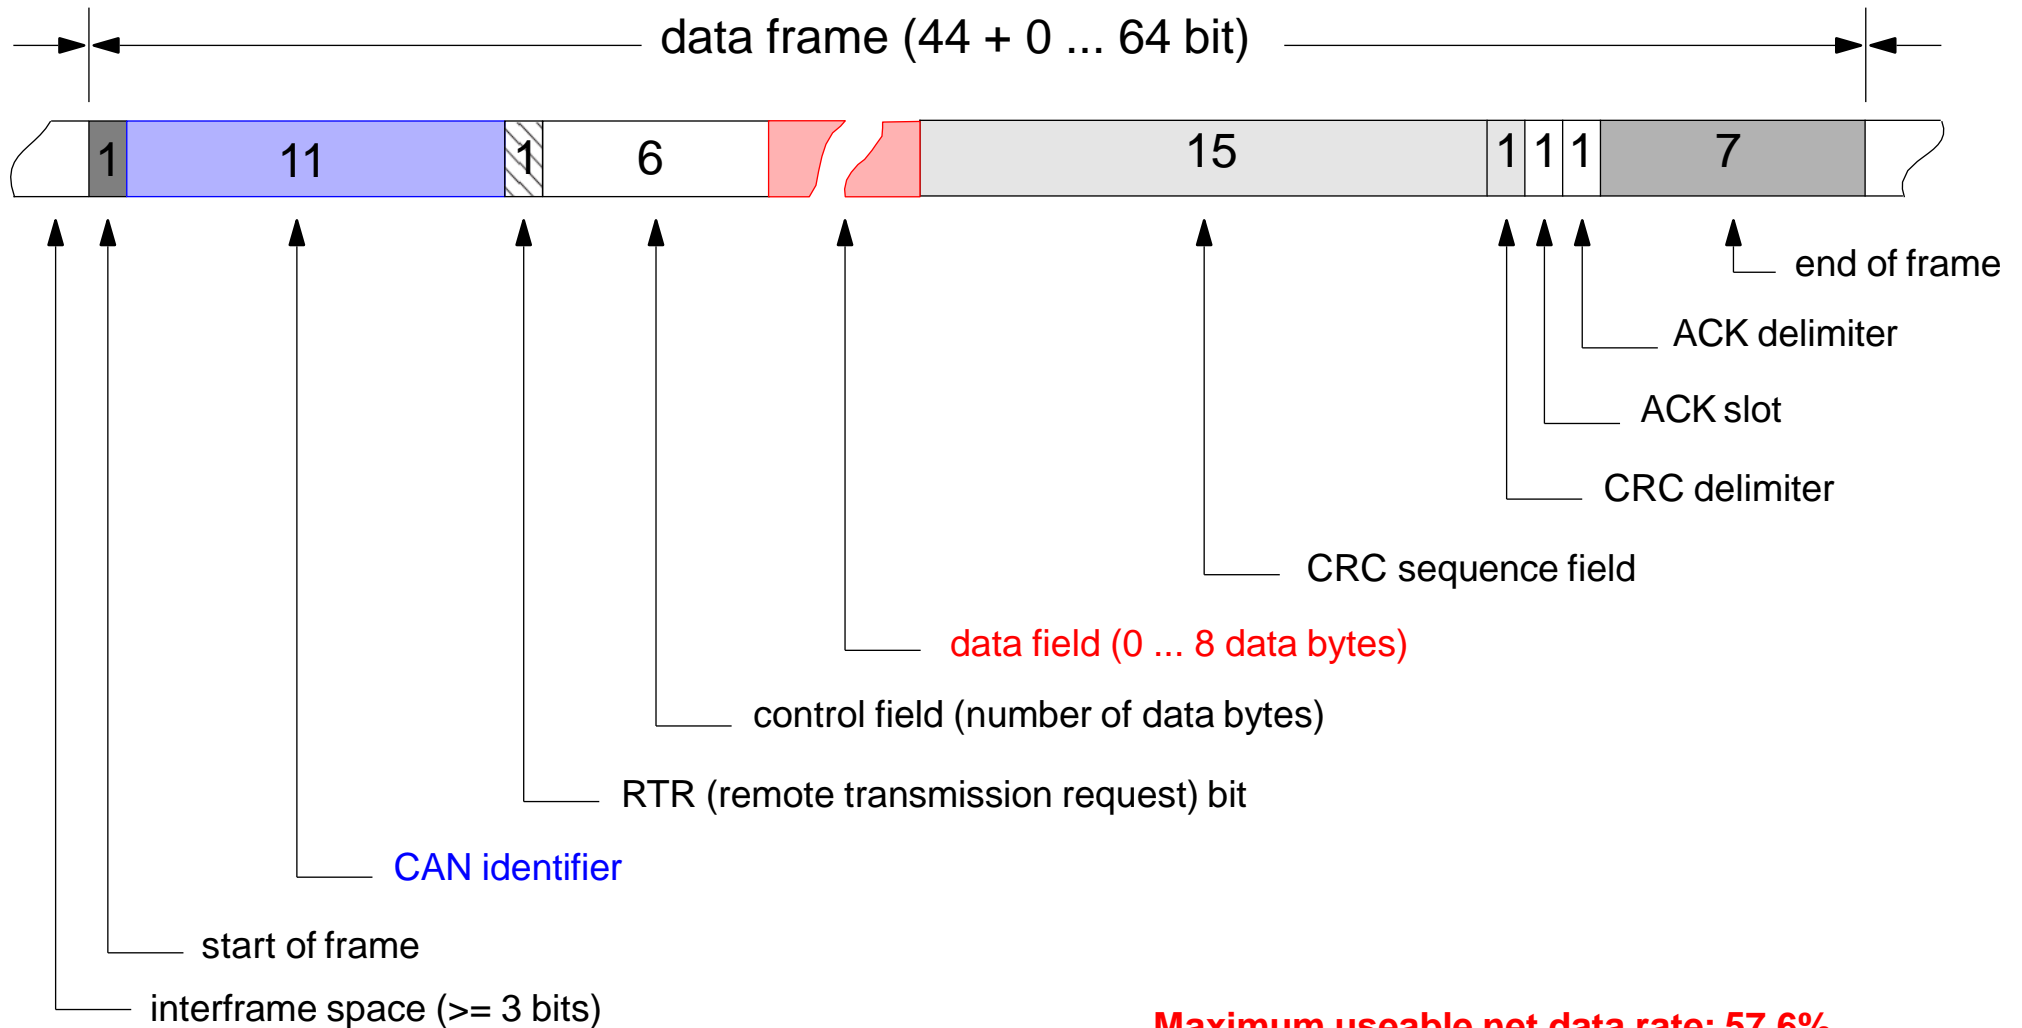 data frame (44 + 0 ... 64 bit)
1 11 1 6 15 1 1 1 7
end of frame
ACK delimiter
ACK slot
CRC delimiter
CRC sequence field
data field (0 ... 8 data bytes)
control field (number of data bytes)
RTR (remote transmission request) bit
CAN identifier
start of frame
interframe space (>= 3 bits)
Maximum useable net data rate: 57,6%